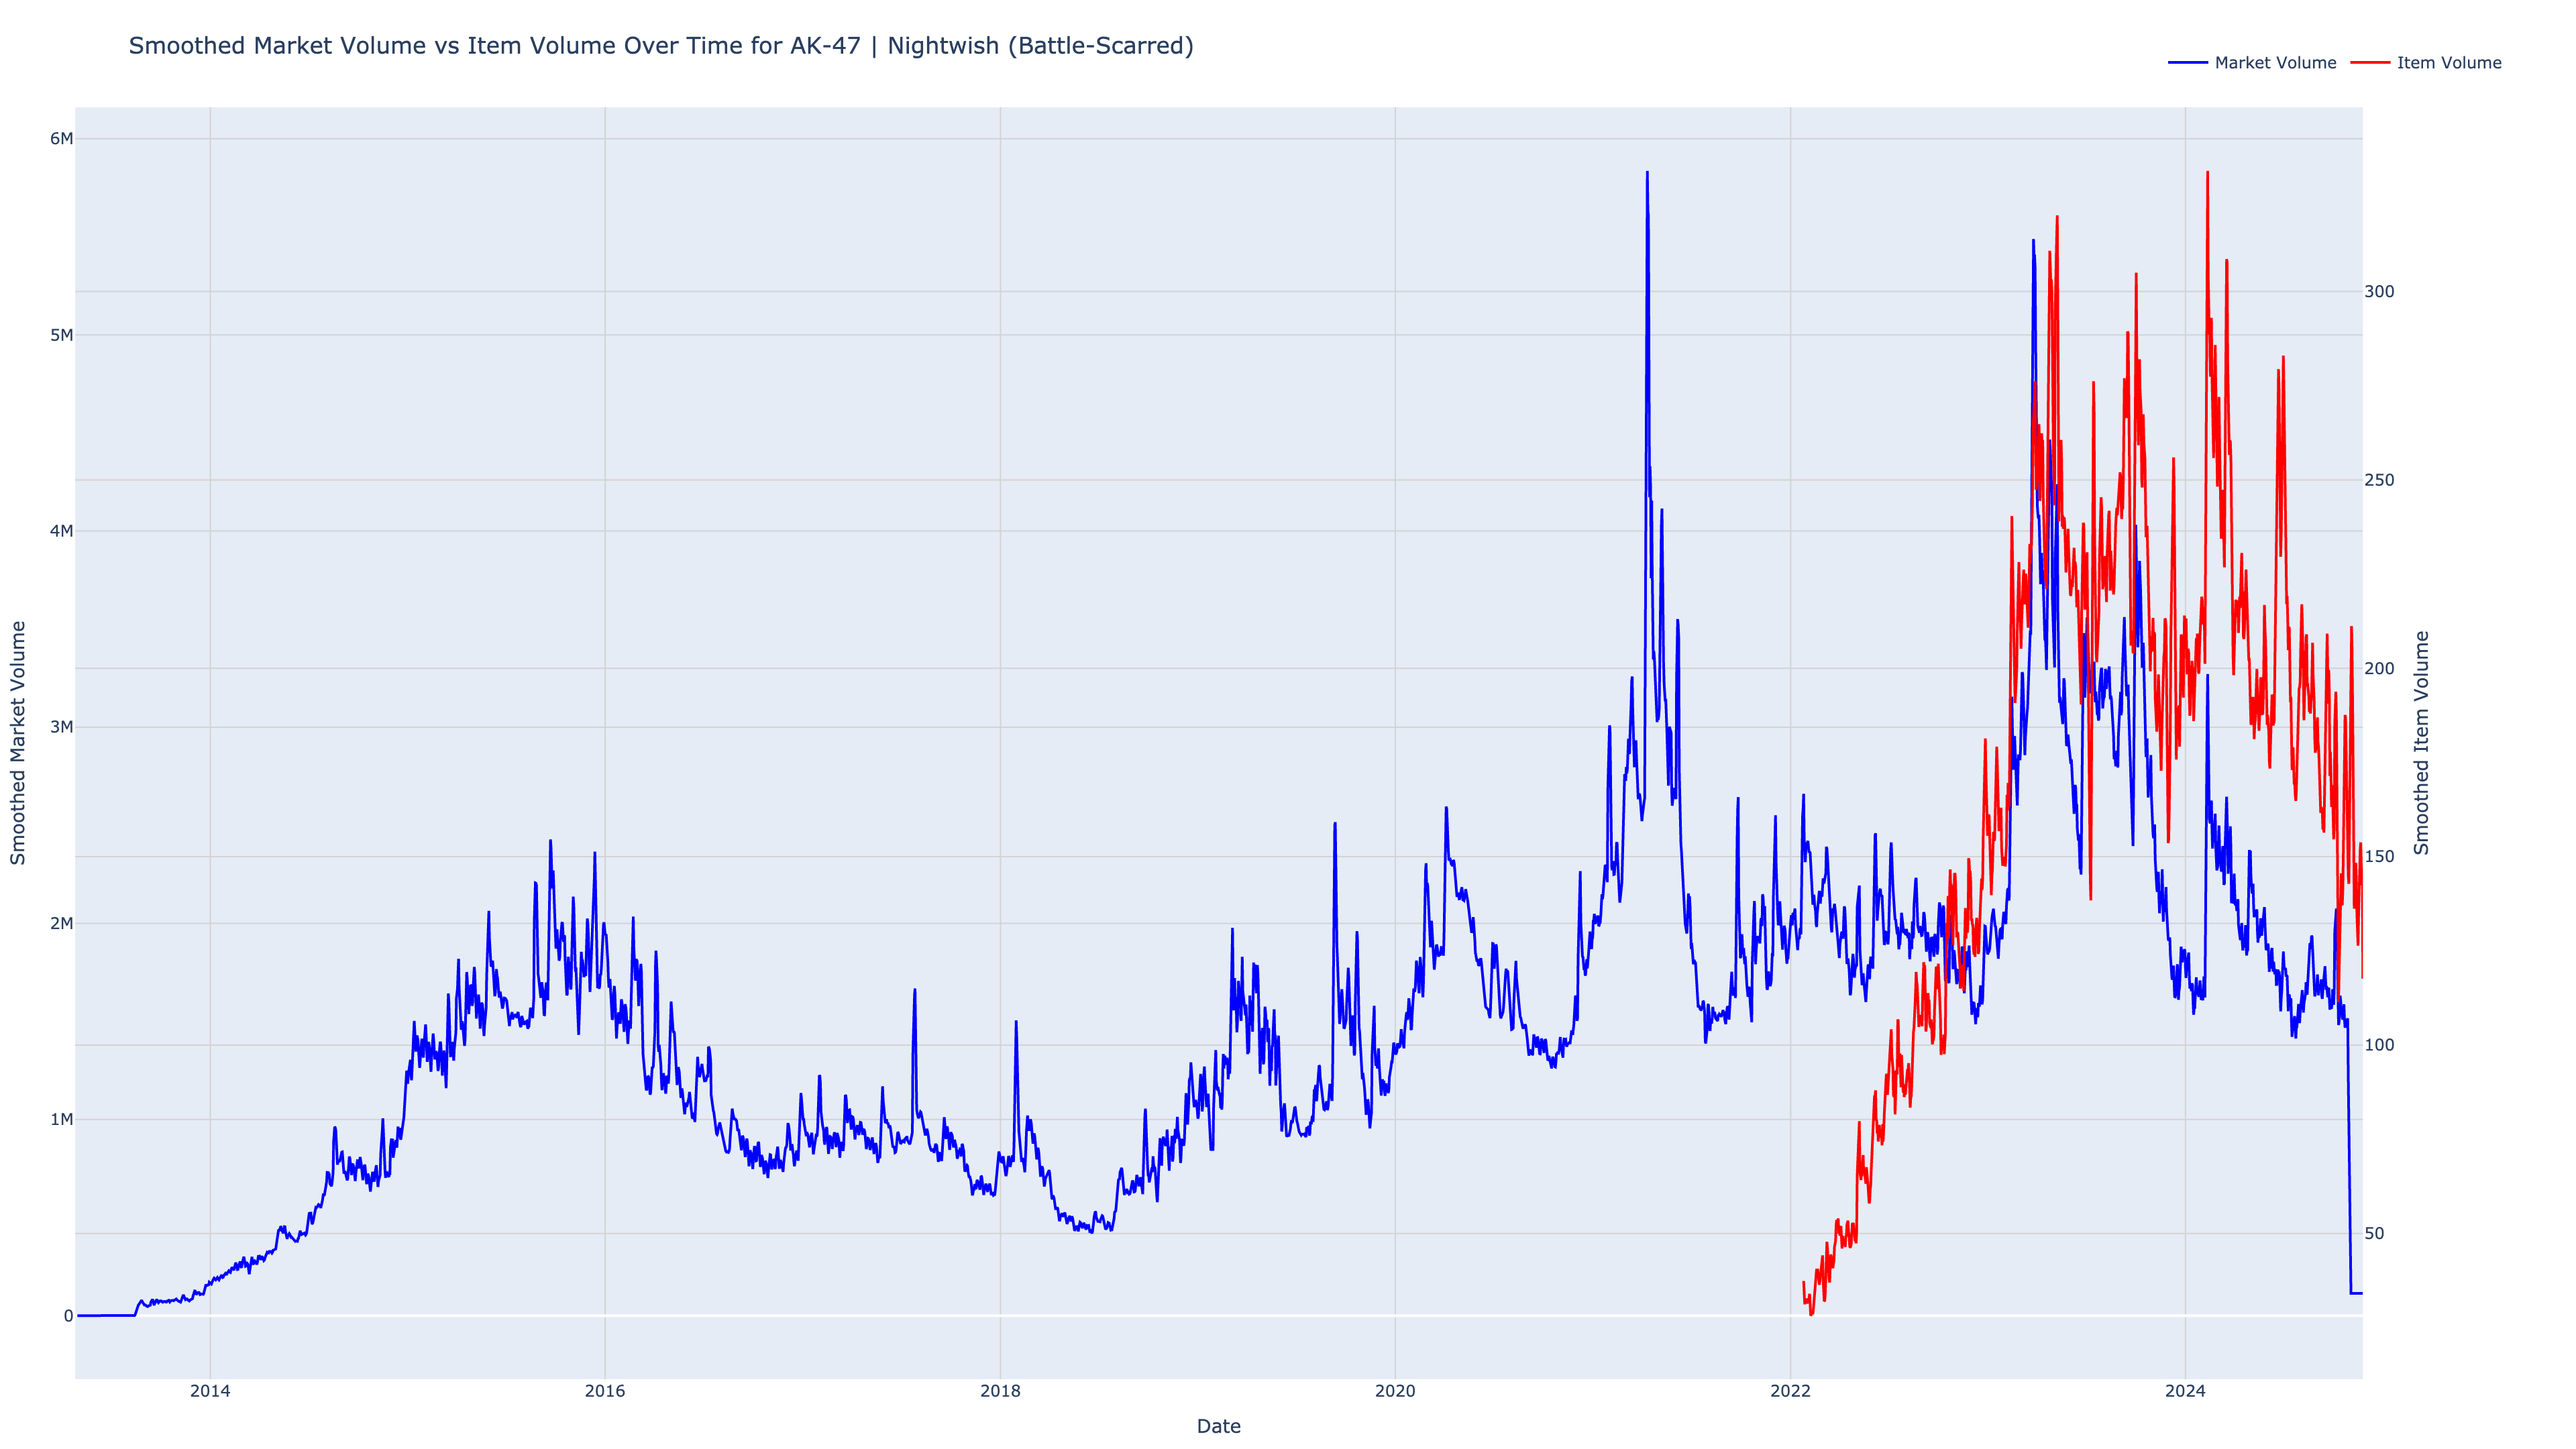 Smoothed Market Volume vs Item Volume Over Time for AK-47 | Nightwish (Battle-Scarred)
Market Volume
Item Volume
6M
5M
4M
3M
2M
1M
0
Smoothed Market Volume
300
250
200
150
100
50
Smoothed Item Volume
2014
2016
2018
2020
2022
2024
Date